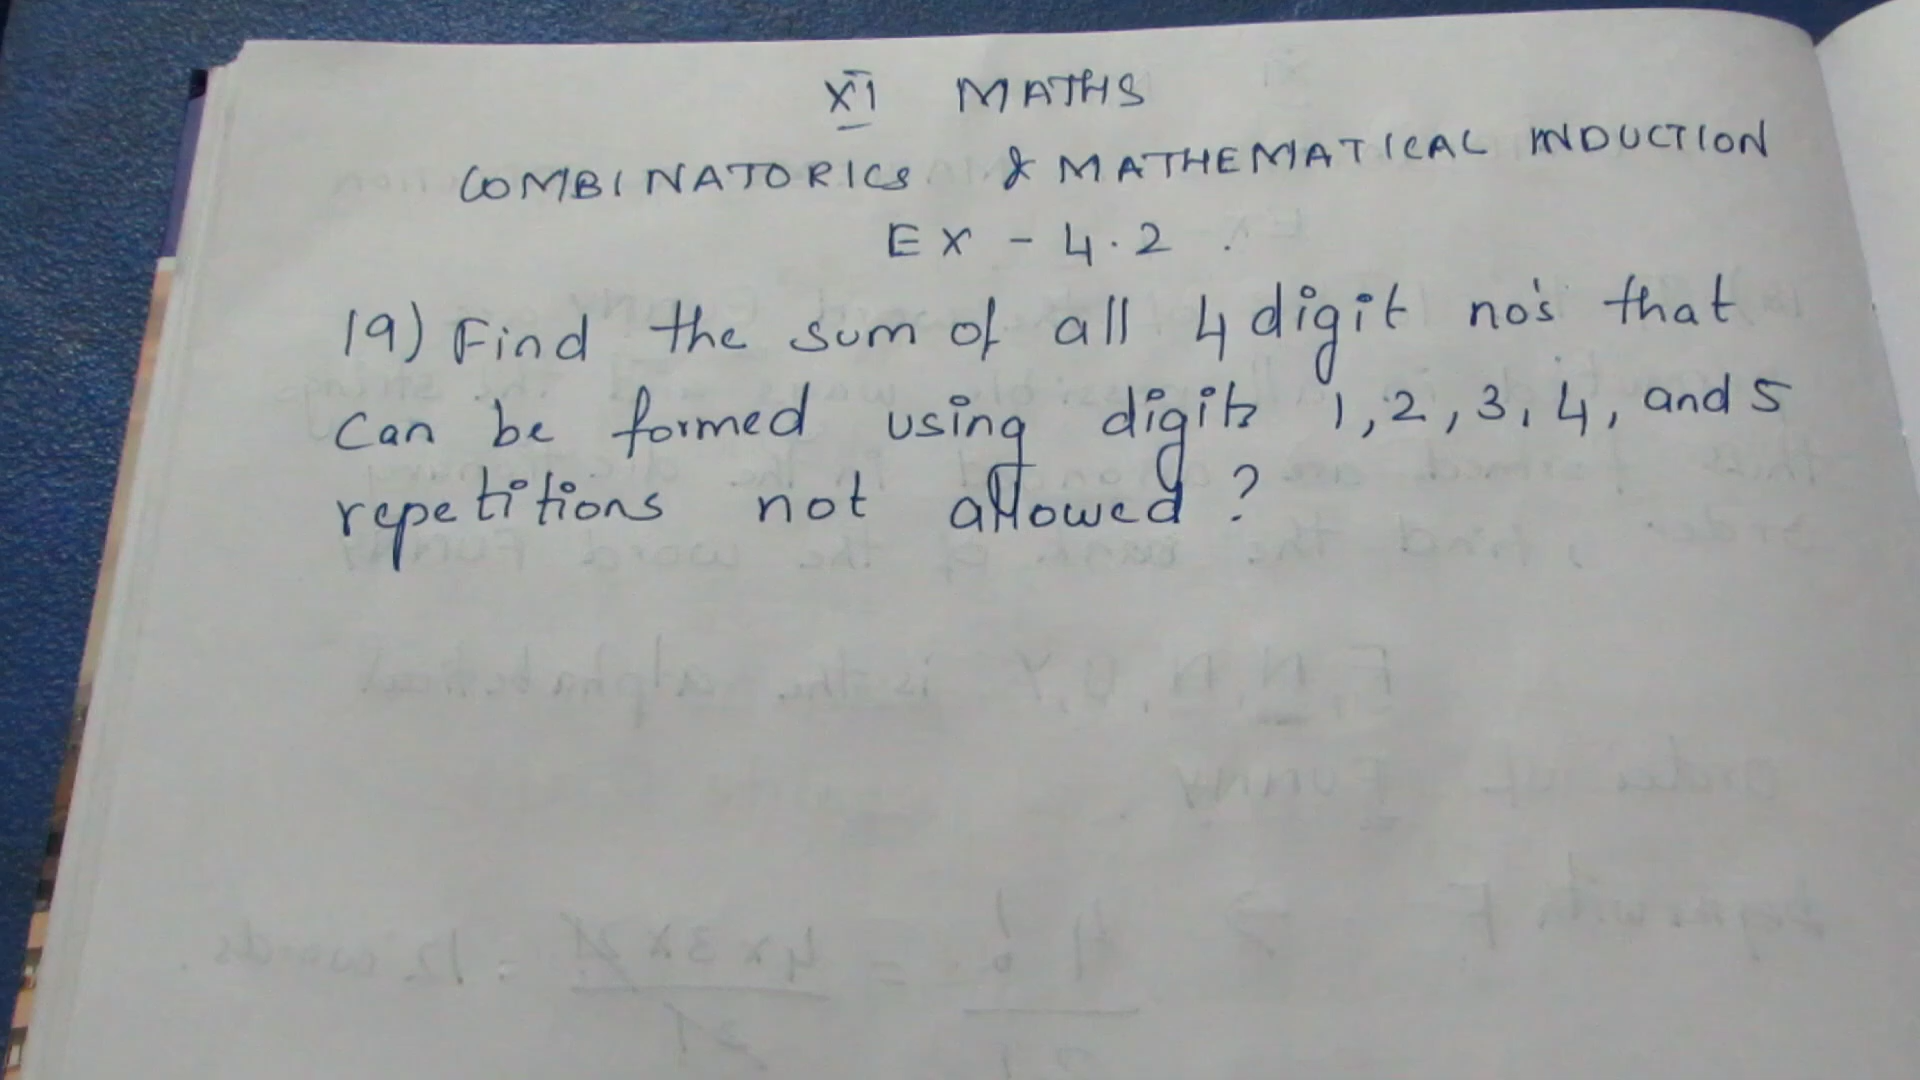 XI MATHS
COMBINATORICS & MATHEMATICAL INDUCTION
EX - 4.2.
19) Find the sum of all 4 digit no's that
can be formed using digits 1, 2, 3, 4, and 5
repetitions not allowed?